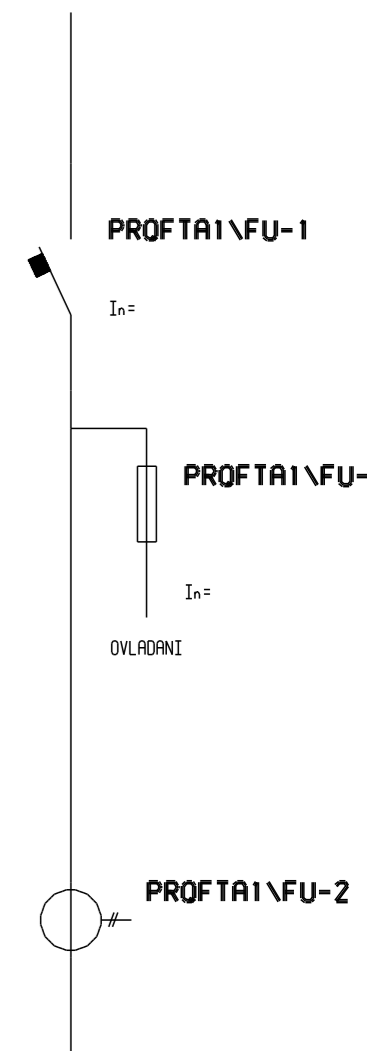 PROFTA1\FU-1
In=
PROFTA1\FU-
In=
OVLADANI
PROFTA1\FU-2